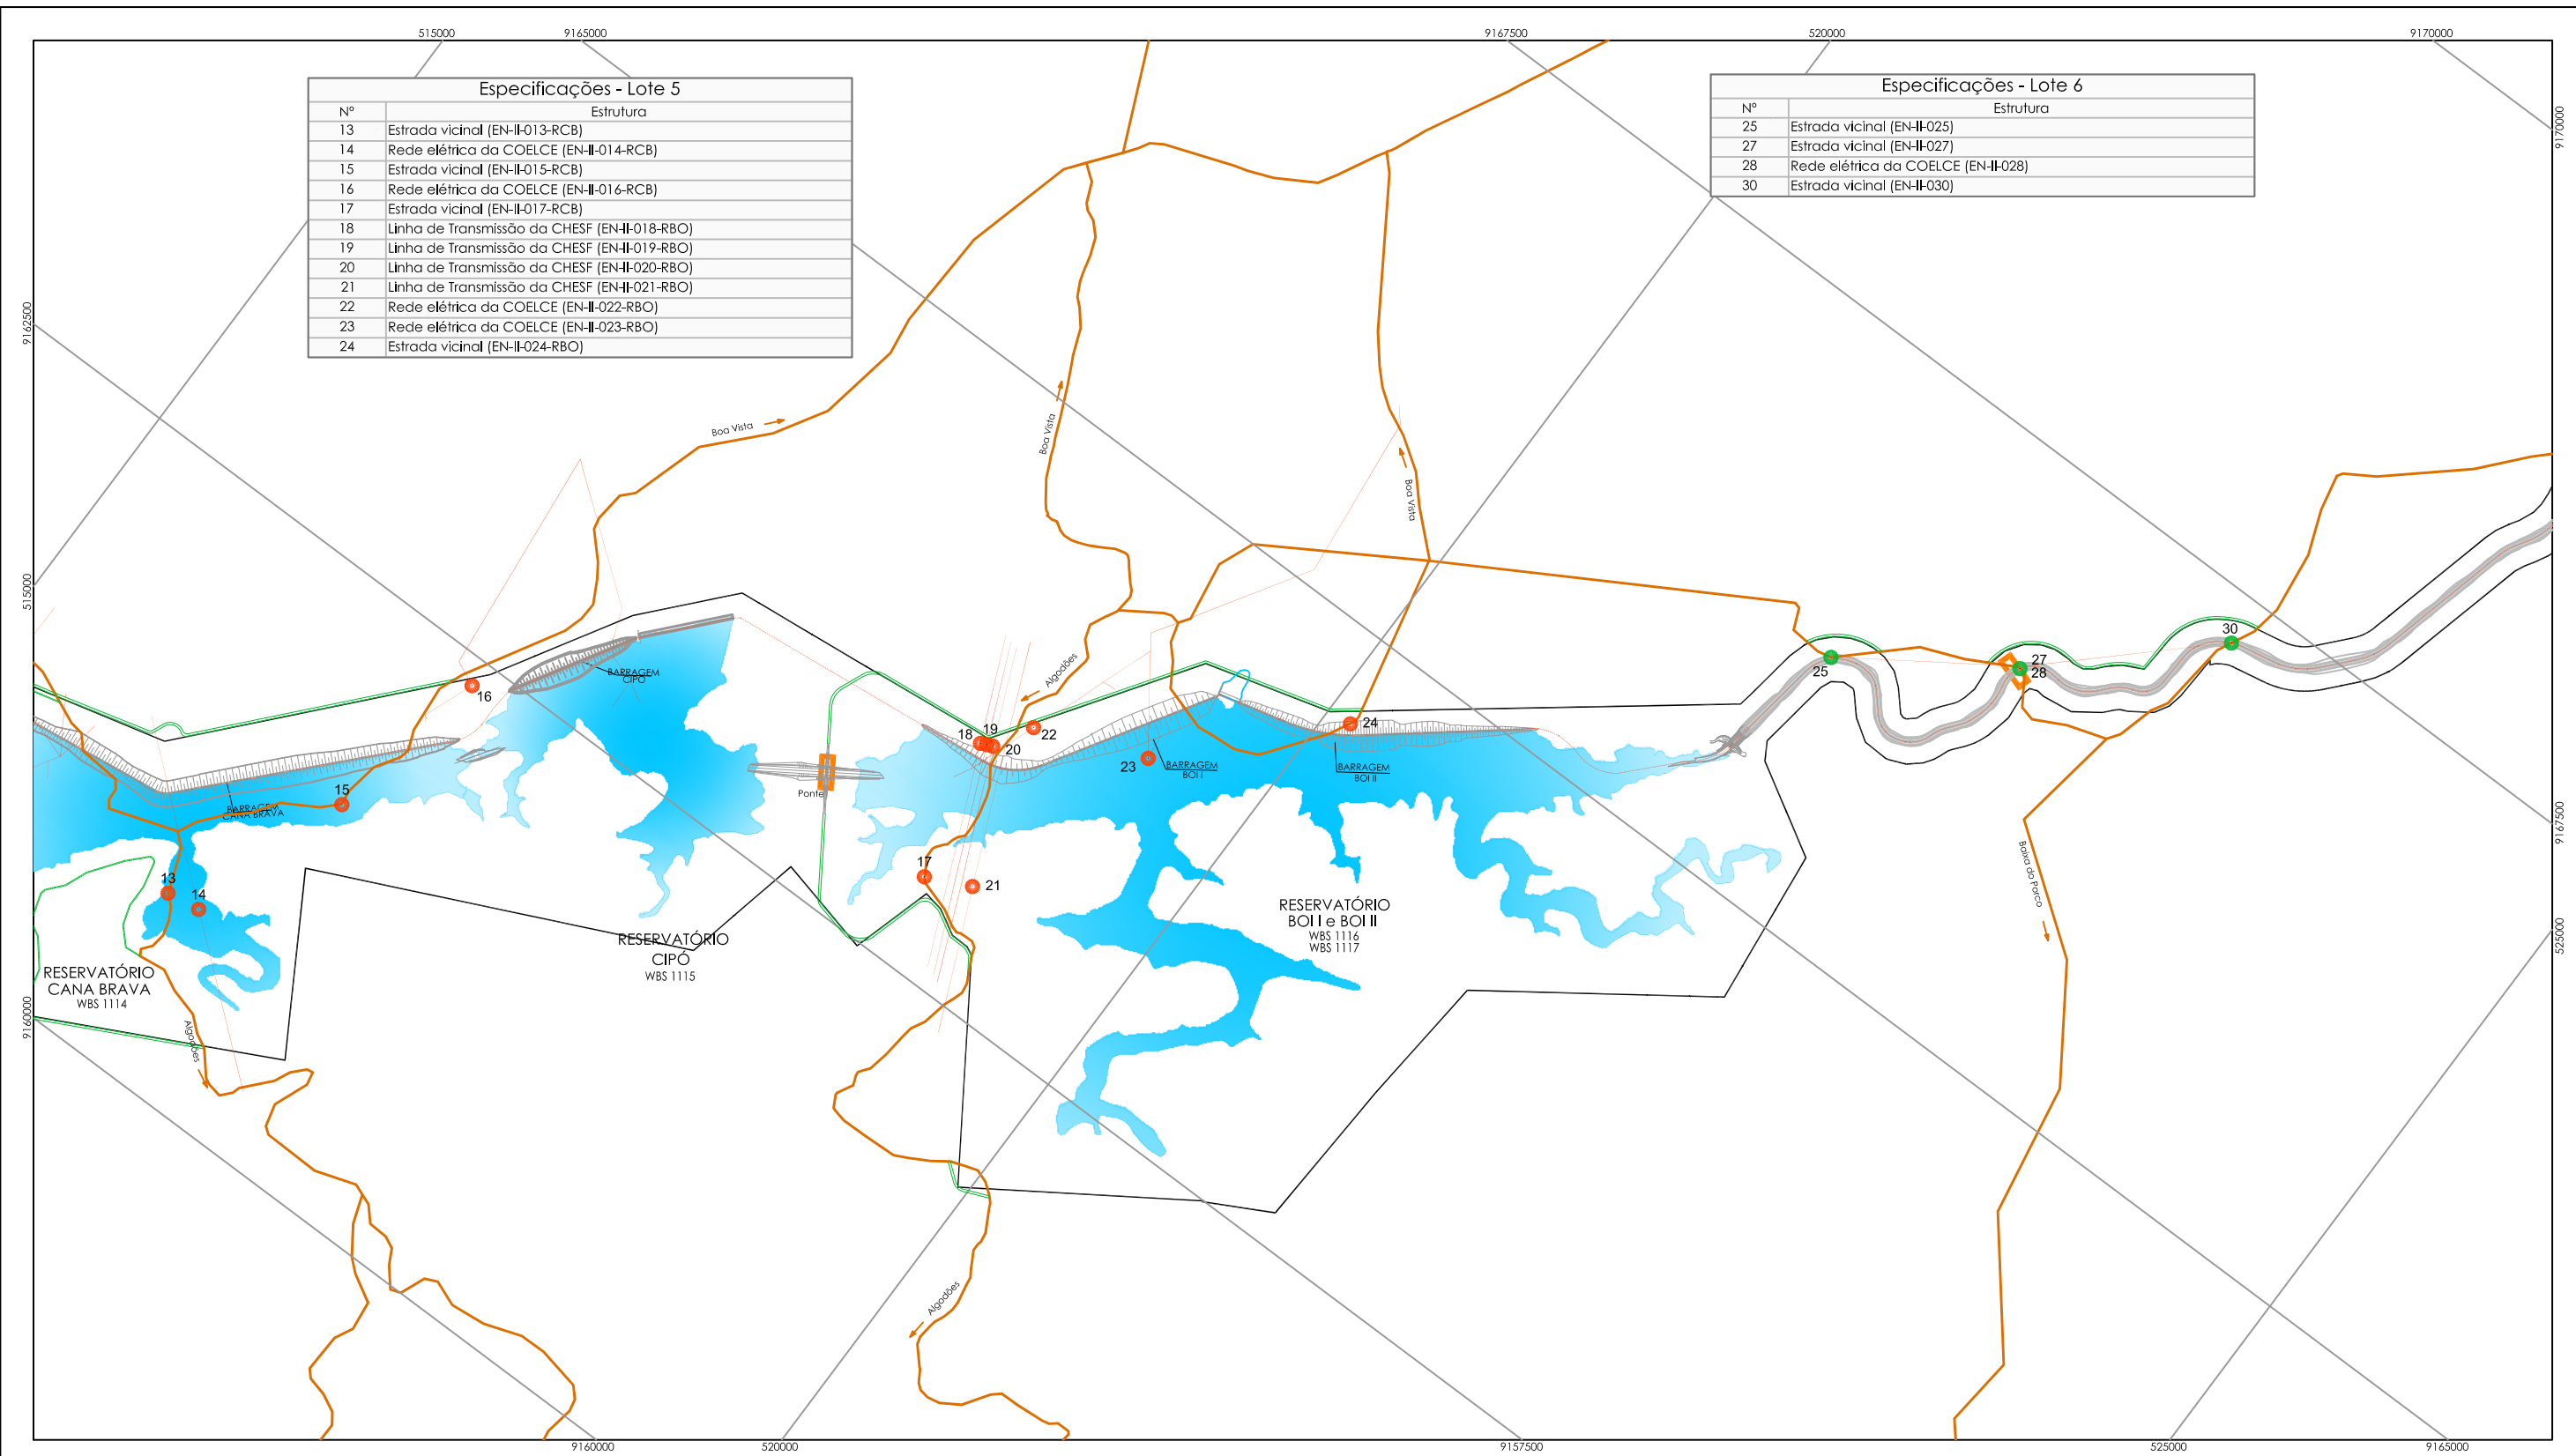 515000
9165000
9167500
520000
9170000
Especificações - Lote 5
Nº Estrutura
13 Estrada vicinal (EN-II-013-RCB)
14 Rede elétrica da COELCE (EN-II-014-RCB)
15 Estrada vicinal (EN-II-015-RCB)
16 Rede elétrica da COELCE (EN-II-016-RCB)
17 Estrada vicinal (EN-II-017-RCB)
18 Linha de Transmissão da CHESF (EN-II-018-RBO)
19 Linha de Transmissão da CHESF (EN-II-019-RBO)
20 Linha de Transmissão da CHESF (EN-II-020-RBO)
21 Linha de Transmissão da CHESF (EN-II-021-RBO)
22 Rede elétrica da COELCE (EN-II-022-RBO)
23 Rede elétrica da COELCE (EN-II-023-RBO)
24 Estrada vicinal (EN-II-024-RBO)
Especificações - Lote 6
Nº Estrutura
25 Estrada vicinal (EN-II-025)
27 Estrada vicinal (EN-II-027)
28 Rede elétrica da COELCE (EN-II-028)
30 Estrada vicinal (EN-II-030)
9170000
9162500
Boa Vista
Boa Vista
Boa Vista
515000
30
Algodões
BARRAGEM
CIPÓ
27
28
25
16
19
18
20
22
24
23
BARRAGEM
BOI I
BARRAGEM
BOI II
Ponte
15
BARRAGEM
CANA BRAVA
9167500
17
21
13
14
Baixa do Porco
RESERVATÓRIO
BOI I e BOI II
WBS 1116
WBS 1117
RESERVATÓRIO
CIPÓ
WBS 1115
525000
RESERVATÓRIO
CANA BRAVA
WBS 1114
9160000
Algodões
Algodões
9160000
520000
9157500
525000
9165000